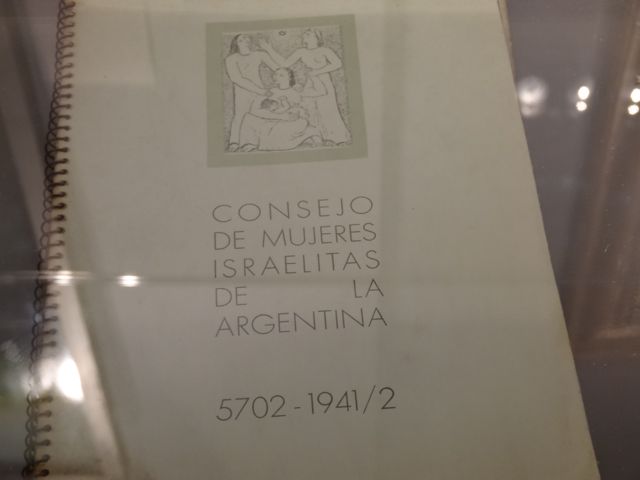 CONSEJO
DE MUJERES
ISRAELITAS
DE LA
ARGENTINA
5702 - 1941/2